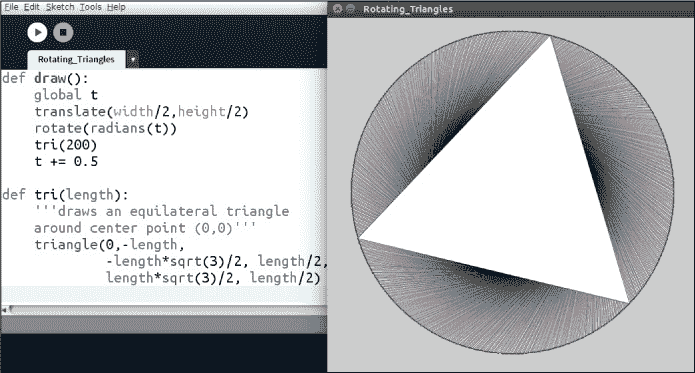 File Edit Sketch Tools Help
Rotating_Triangles
Rotating_Triangles
def draw():
    global t
    translate(width/2,height/2)
    rotate(radians(t))
    tri(200)
    t += 0.5
def tri(length):
    '''draws an equilateral triangle
    around center point (0,0)'''
    triangle(0,-length,
             -length*sqrt(3)/2, length/2,
             length*sqrt(3)/2, length/2)